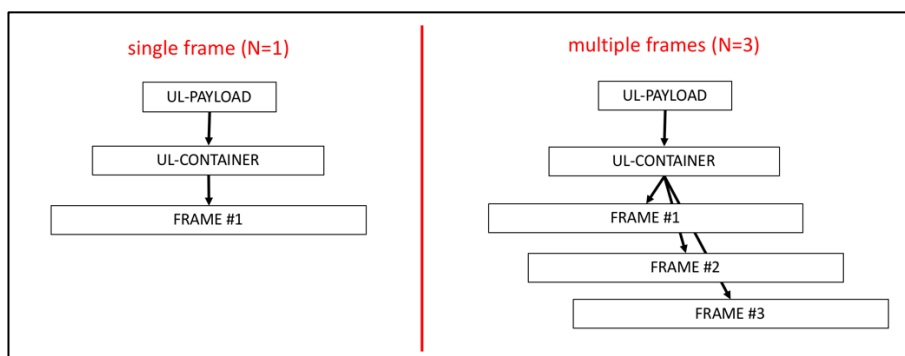 single frame (N=1)
UL-PAYLOAD
UL-CONTAINER
FRAME #1
multiple frames (N=3)
UL-PAYLOAD
UL-CONTAINER
FRAME #1
FRAME #2
FRAME #3